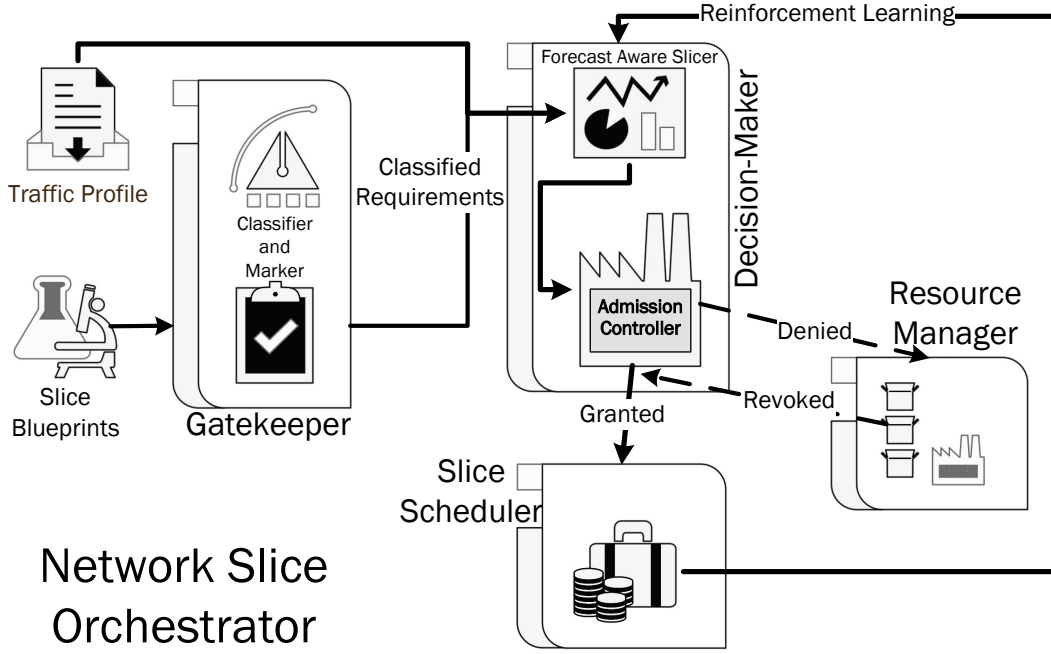 Reinforcement Learning
Forecast Aware Slicer
Traffic Profile
Classified
Requirements
Decision-Maker
Classifier
and
Marker
Admission
Controller
Resource
Manager
Denied
Slice
Blueprints
Gatekeeper
Granted
Revoked
Slice
Scheduler
Network Slice
Orchestrator